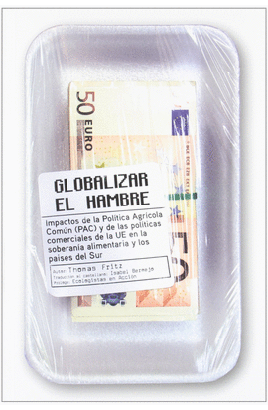 50 EURO
GLOBALIZAR
EL HAMBRE
Impactos de la Política Agrícola
Común (PAC) y de las políticas
comerciales de la UE en la
soberanía alimentaria y los
países del Sur
Autor: Thomas Fritz
Traducción al castellano: Isabel Bermejo
Ecologistas en Acción
50